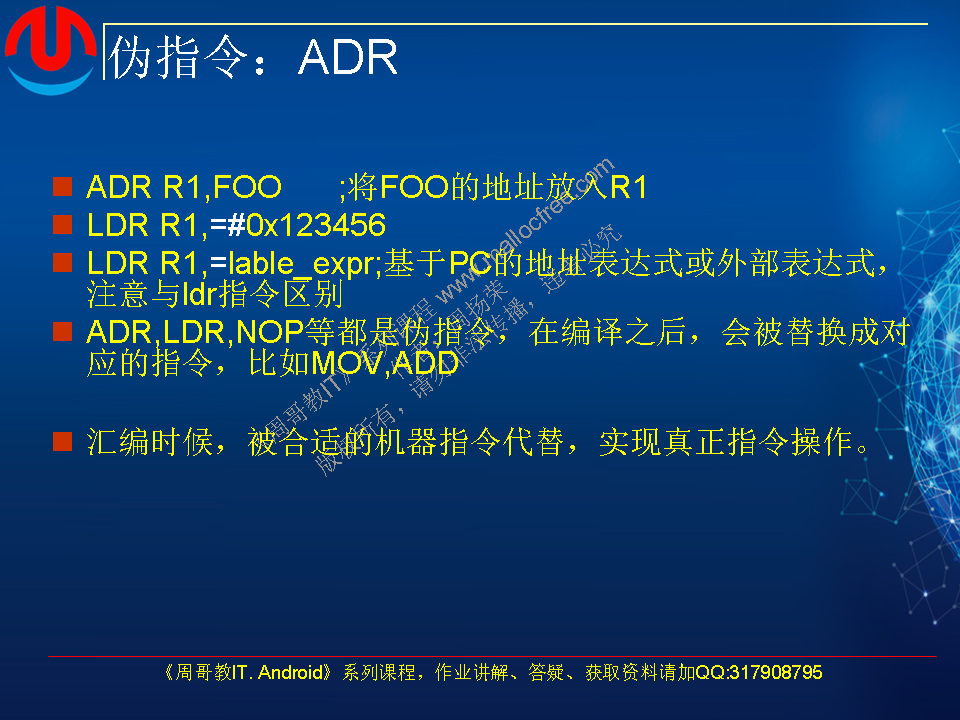 伪指令：ADR
ADR R1,FOO ;将FOO的地址放入R1
LDR R1,=#0x123456
LDR R1,=lable_expr;基于PC的地址表达式或外部表达式，
注意与ldr指令区别
ADR,LDR,NOP等都是伪指令，在编译之后，会被替换成对
应的指令，比如MOV,ADD
汇编时候，被合适的机器指令代替，实现真正指令操作。
《周哥教IT》系列课程 www.mallocfree.com
周扬荣
版权所有，请勿非法传播，违法必究
《周哥教IT. Android》系列课程，作业讲解、答疑、获取资料请加QQ:317908795